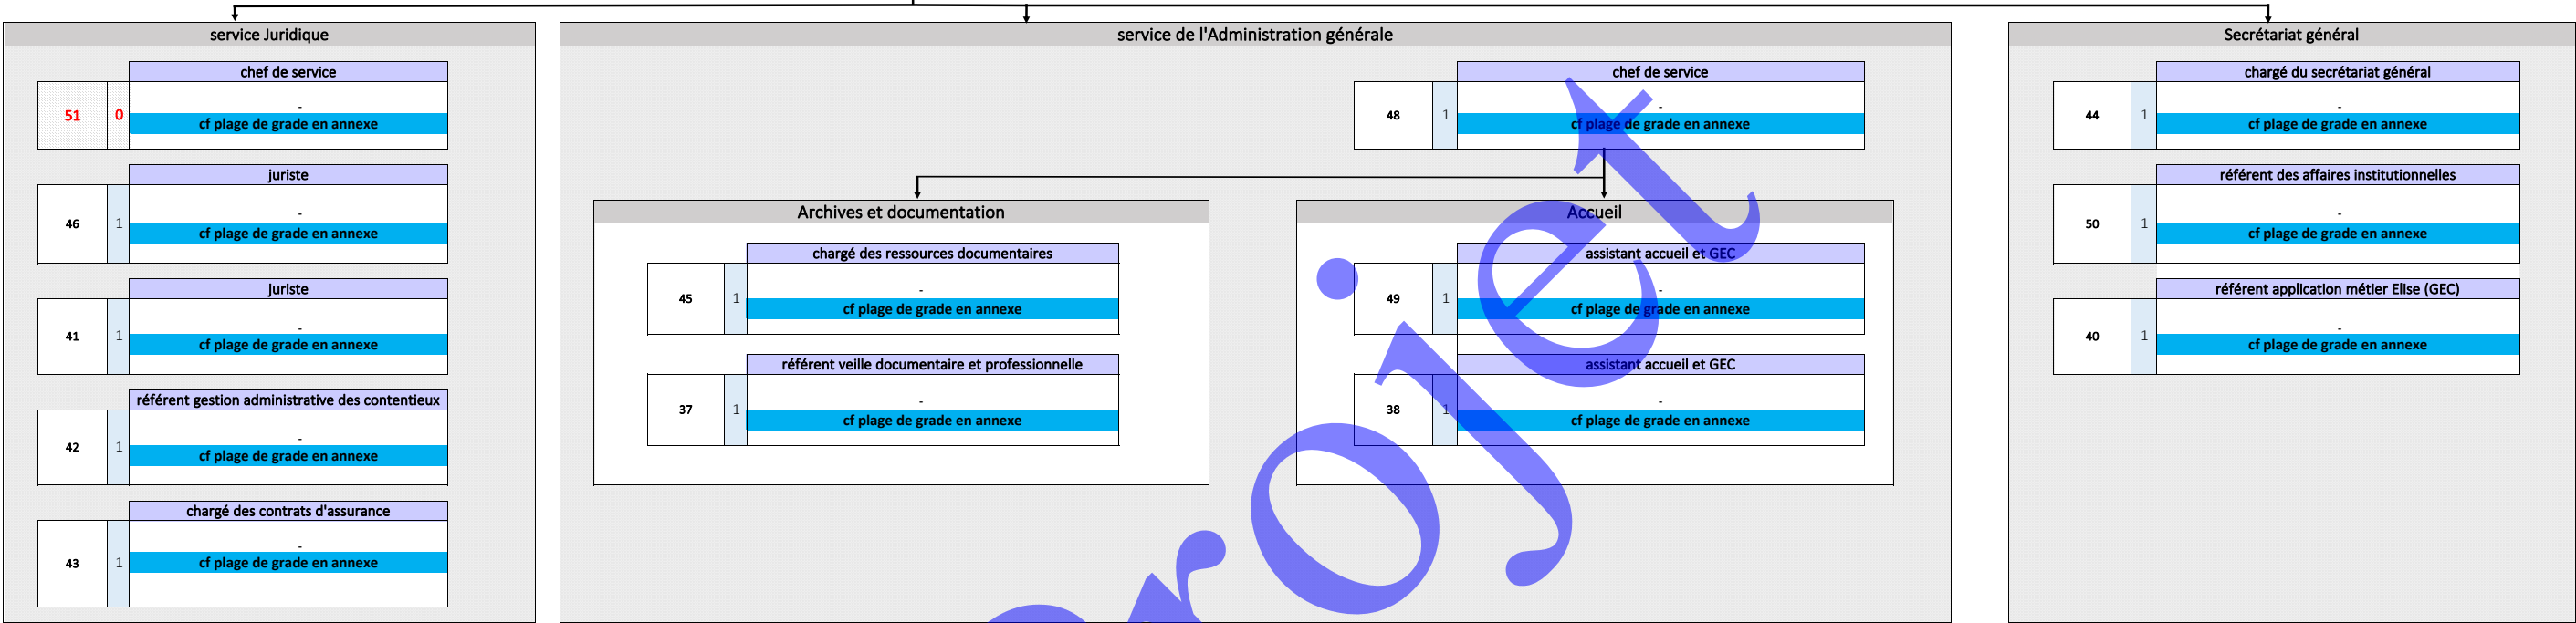 service Juridique
chef de service
51 0
-
cf plage de grade en annexe
juriste
46 1
-
cf plage de grade en annexe
juriste
41 1
-
cf plage de grade en annexe
référent gestion administrative des contentieux
42 1
-
cf plage de grade en annexe
chargé des contrats d'assurance
43 1
-
cf plage de grade en annexe
service de l'Administration générale
chef de service
48 1
-
cf plage de grade en annexe
Archives et documentation
chargé des ressources documentaires
45 1
-
cf plage de grade en annexe
référent veille documentaire et professionnelle
37 1
-
cf plage de grade en annexe
Accueil
assistant accueil et GEC
49 1
-
cf plage de grade en annexe
assistant accueil et GEC
38 1
-
cf plage de grade en annexe
Secrétariat général
chargé du secrétariat général
44 1
-
cf plage de grade en annexe
référent des affaires institutionnelles
50 1
-
cf plage de grade en annexe
référent application métier Elise (GEC)
40 1
-
cf plage de grade en annexe
rojet